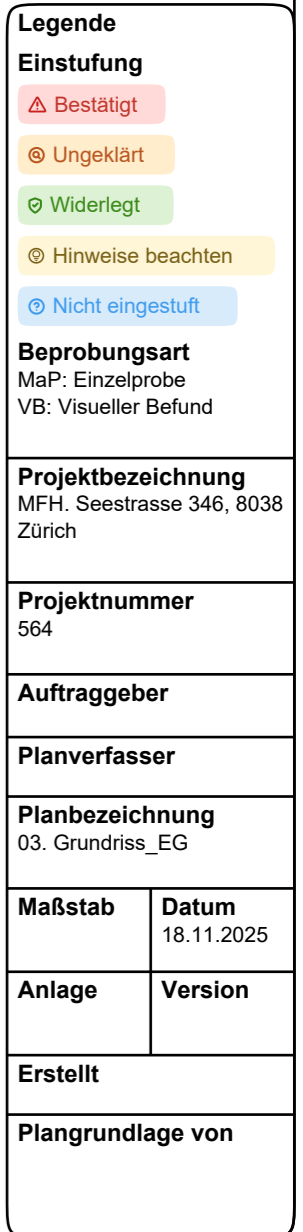 Legende
Einstufung
Bestätigt
Ungeklärt
Widerlegt
Hinweise beachten
Nicht eingestuft
Beprobungsart
MaP: Einzelprobe
VB: Visueller Befund
Projektbezeichnung
MFH. Seestrasse 346, 8038
Zürich
Projektnummer
564
Auftraggeber
Planverfasser
Planbezeichnung
03. Grundriss_EG
Maßstab
Datum
18.11.2025
Anlage
Version
Erstellt
Plangrundlage von